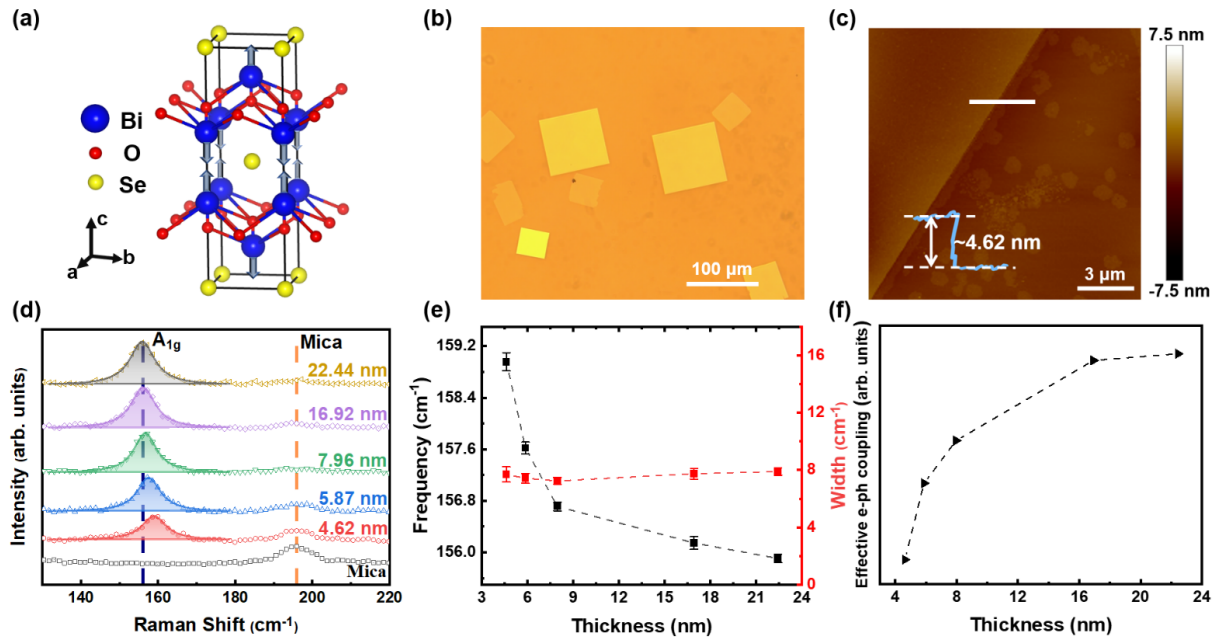 (a)
Bi
O
Se
c
a
b
(b)
100 μm
(c)
~4.62 nm
3 μm
7.5 nm
-7.5 nm
(d)
A1g
Mica
22.44 nm
16.92 nm
7.96 nm
5.87 nm
4.62 nm
Mica
Intensity (arb. units)
140 160 180 200 220
Raman Shift (cm-1)
(e)
Frequency (cm-1)
159.2
158.4
157.6
156.8
156.0
16
12
8
4
0
Width (cm-1)
3 6 9 12 15 18 21 24
Thickness (nm)
(f)
Effective e-ph coupling (arb. units)
4 8 12 16 20 24
Thickness (nm)